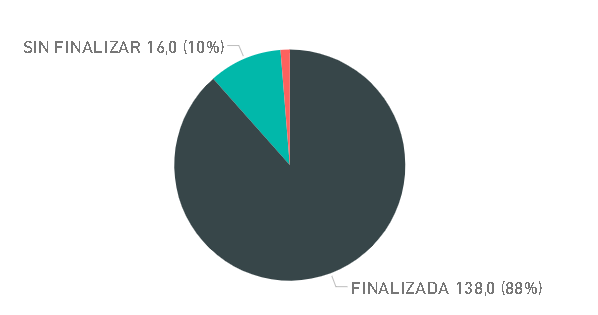 SIN FINALIZAR 16,0 (10%)
FINALIZADA 138,0 (88%)